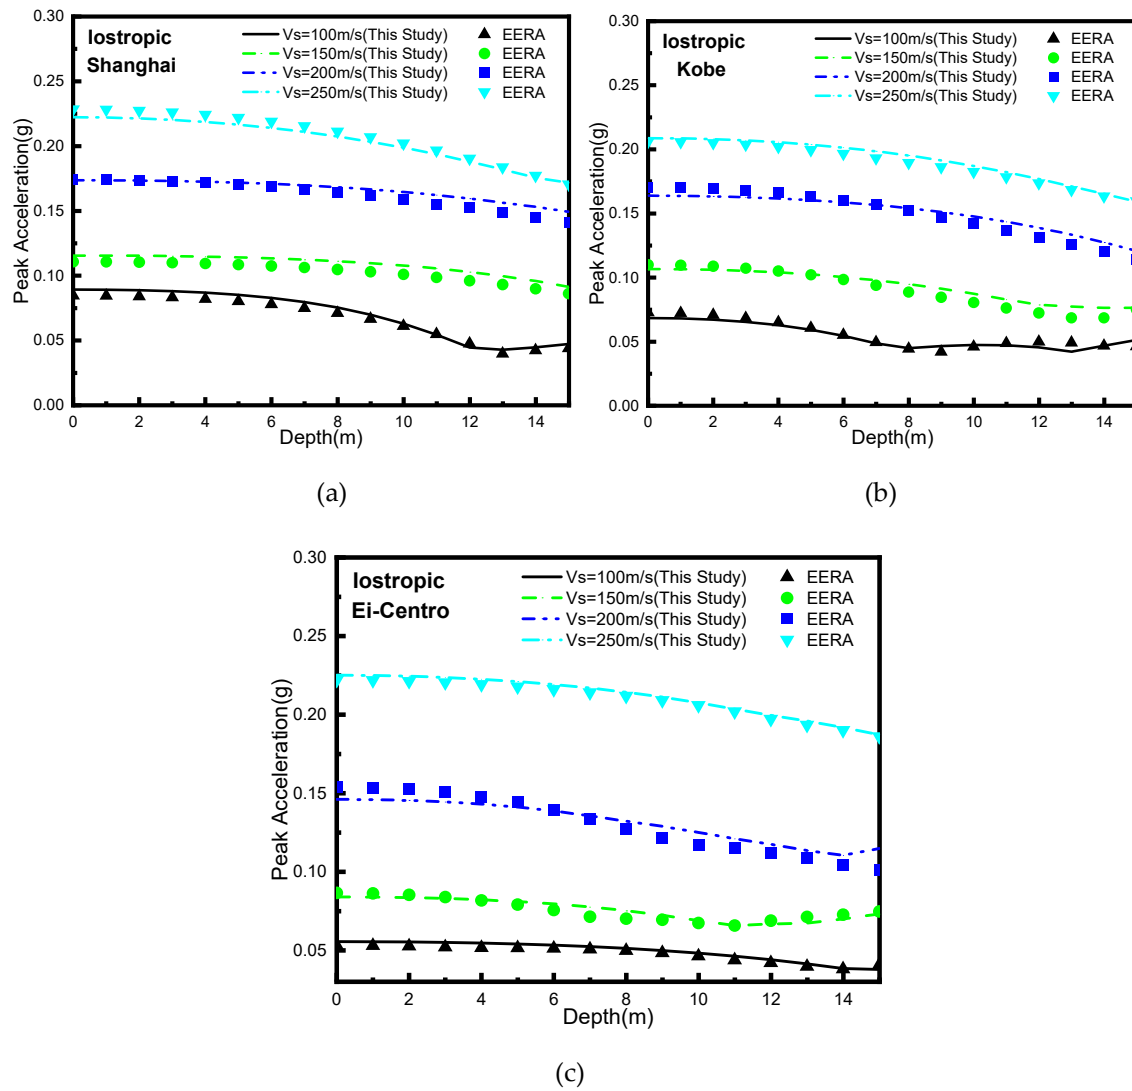 Iostropic
Shanghai
Vs=100m/s(This Study) EERA
Vs=150m/s(This Study) EERA
Vs=200m/s(This Study) EERA
Vs=250m/s(This Study) EERA
Peak Acceleration(g)
0.30
0.25
0.20
0.15
0.10
0.05
0.00
0 2 4 6 8 10 12 14
Depth(m)
(a)
Iostropic
Kobe
Vs=100m/s(This Study) EERA
Vs=150m/s(This Study) EERA
Vs=200m/s(This Study) EERA
Vs=250m/s(This Study) EERA
Peak Acceleration(g)
0.30
0.25
0.20
0.15
0.10
0.05
0.00
0 2 4 6 8 10 12 14
Depth(m)
(b)
Iostropic
Ei-Centro
Vs=100m/s(This Study) EERA
Vs=150m/s(This Study) EERA
Vs=200m/s(This Study) EERA
Vs=250m/s(This Study) EERA
Peak Acceleration(g)
0.30
0.25
0.20
0.15
0.10
0.05
0 2 4 6 8 10 12 14
Depth(m)
(c)